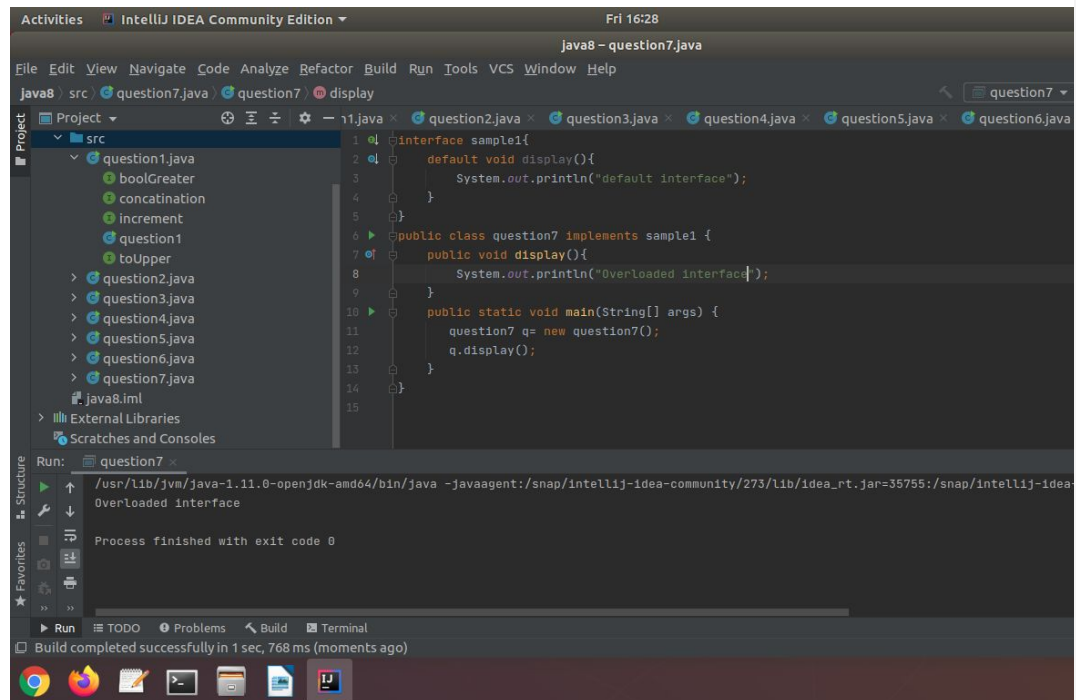 Activities IntelliJ IDEA Community Edition Fri 16:28
java8 – question7.java
File Edit View Navigate Code Analyze Refactor Build Run Tools VCS Window Help
java8 src question7.java question7 display question7
Project n1.java question2.java question3.java question4.java question5.java question6.java
Project
src
question1.java
boolGreater
concatination
increment
question1
toUpper
question2.java
question3.java
question4.java
question5.java
question6.java
question7.java
java8.iml
External Libraries
Scratches and Consoles
1 interface sample1{
2 default void display(){
3 System.out.println("default interface");
4 }
5 }
6 public class question7 implements sample1 {
7 public void display(){
8 System.out.println("Overloaded interface");
9 }
10 public static void main(String[] args) {
11 question7 q= new question7();
12 q.display();
13 }
14 }
15
Structure
Favorites
Run: question7
/usr/lib/jvm/java-1.11.0-openjdk-amd64/bin/java -javaagent:/snap/intellij-idea-community/273/lib/idea_rt.jar=35755:/snap/intellij-idea-
Overloaded interface
Process finished with exit code 0
Run TODO Problems Build Terminal
Build completed successfully in 1 sec, 768 ms (moments ago)
IJ